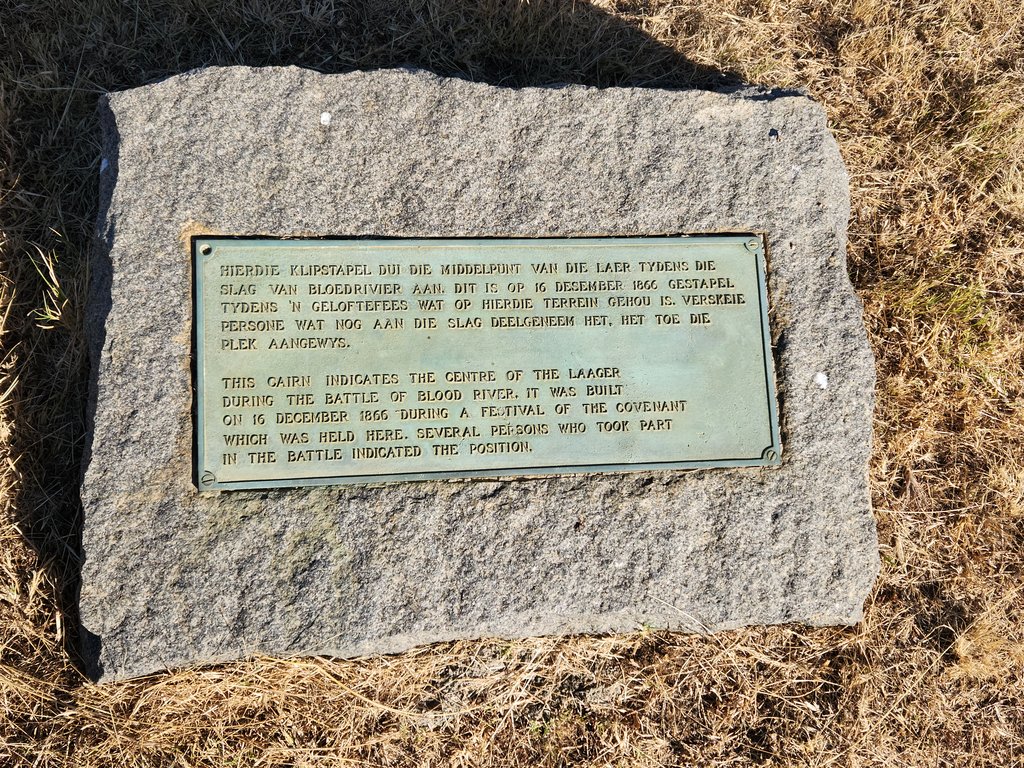 HIERDIE KLIPSTAPEL DUI DIE MIDDELPUNT VAN DIE LAER TYDENS DIE
SLAG VAN BLOEDRIVIER AAN. DIT IS OP 16 DESEMBER 1866 GESTAPEL
TYDENS 'N GELOFTEFEES WAT OP HIERDIE TERREIN GEHOU IS. VERSKEIE
PERSONE WAT NOG AAN DIE SLAG DEELGENEEM HET, HET TOE DIE
PLEK AANGEWYS.
THIS CAIRN INDICATES THE CENTRE OF THE LAAGER
DURING THE BATTLE OF BLOOD RIVER. IT WAS BUILT
ON 16 DECEMBER 1866 DURING A FESTIVAL OF THE COVENANT
WHICH WAS HELD HERE. SEVERAL PERSONS WHO TOOK PART
IN THE BATTLE INDICATED THE POSITION.